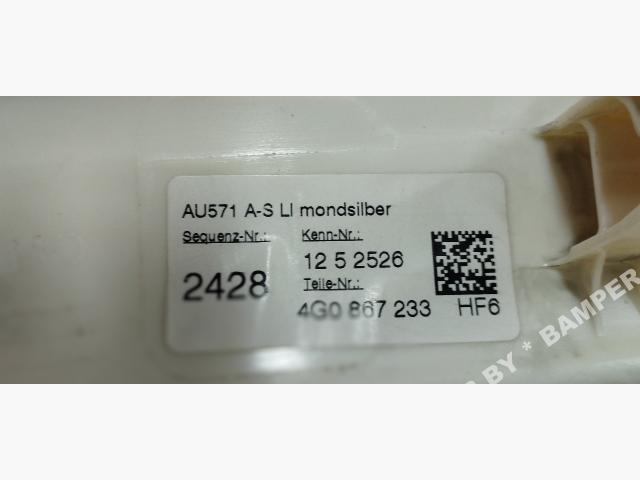 AU571 A-S LI mondsilber
Sequenz-Nr.: Kenn-Nr.:
2428 12 5 2526
Teile-Nr.:
4G0 867 233 HF6
BY * BAMPER